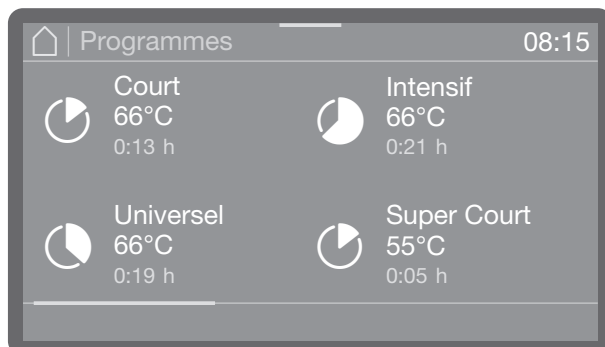 Programmes 08:15
Court
66°C
0:13 h
Intensif
66°C
0:21 h
Universel
66°C
0:19 h
Super Court
55°C
0:05 h